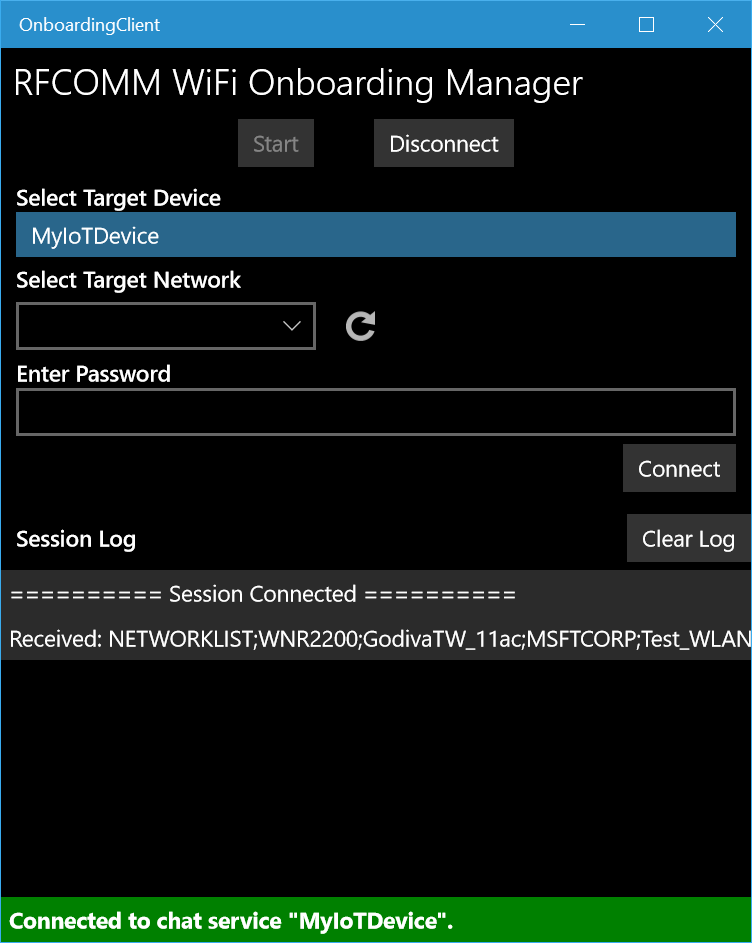 OnboardingClient
RFCOMM WiFi Onboarding Manager
Start Disconnect
Select Target Device
MyIoTDevice
Select Target Network
Enter Password
Connect
Session Log Clear Log
========== Session Connected ==========
Received: NETWORKLIST;WNR2200;GodivaTW_11ac;MSFTCORP;Test_WLAN
Connected to chat service "MyIoTDevice".